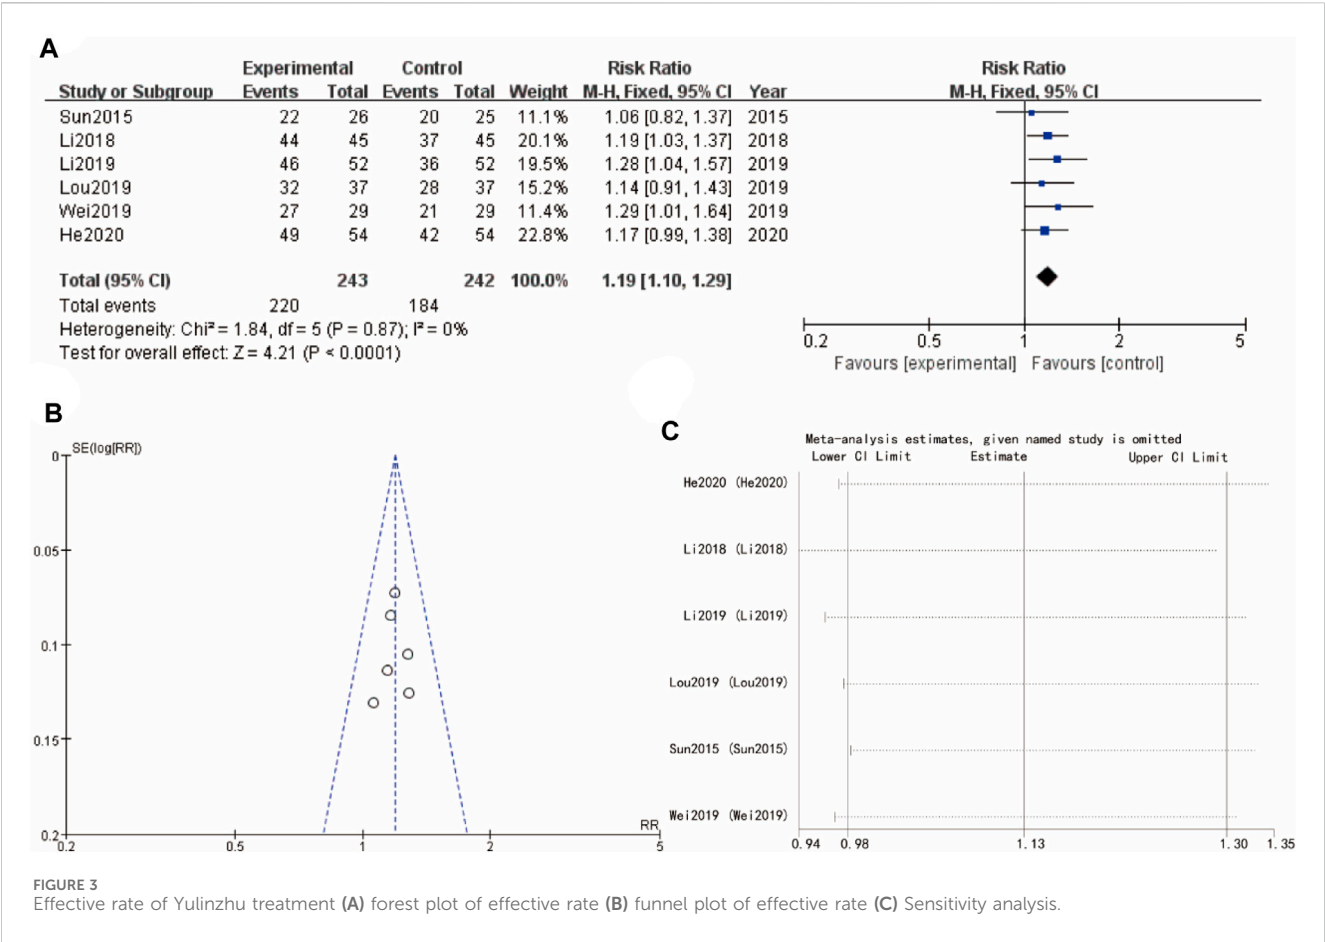 A
Experimental Control Risk Ratio Risk Ratio
Study or Subgroup Events Total Events Total Weight M-H, Fixed, 95% CI Year M-H, Fixed, 95% CI
Sun2015 22 26 20 25 11.1% 1.06 [0.82, 1.37] 2015
Li2018 44 45 37 45 20.1% 1.19 [1.03, 1.37] 2018
Li2019 46 52 36 52 19.5% 1.28 [1.04, 1.57] 2019
Lou2019 32 37 28 37 15.2% 1.14 [0.91, 1.43] 2019
Wei2019 27 29 21 29 11.4% 1.29 [1.01, 1.64] 2019
He2020 49 54 42 54 22.8% 1.17 [0.99, 1.38] 2020
Total (95% CI) 243 242 100.0% 1.19 [1.10, 1.29]
Total events 220 184
Heterogeneity: Chi² = 1.84, df = 5 (P = 0.87); I² = 0%
Test for overall effect: Z = 4.21 (P < 0.0001)
0.2 0.5 1 2 5
Favours [experimental] Favours [control]
B
SE(log[RR])
0
0.05
0.1
0.15
0.2
RR
0.2 0.5 1 2 5
C
Meta-analysis estimates, given named study is omitted
Lower CI Limit Estimate Upper CI Limit
He2020 (He2020)
Li2018 (Li2018)
Li2019 (Li2019)
Lou2019 (Lou2019)
Sun2015 (Sun2015)
Wei2019 (Wei2019)
0.94 0.98 1.13 1.30 1.35
FIGURE 3
Effective rate of Yulinzhu treatment (A) forest plot of effective rate (B) funnel plot of effective rate (C) Sensitivity analysis.